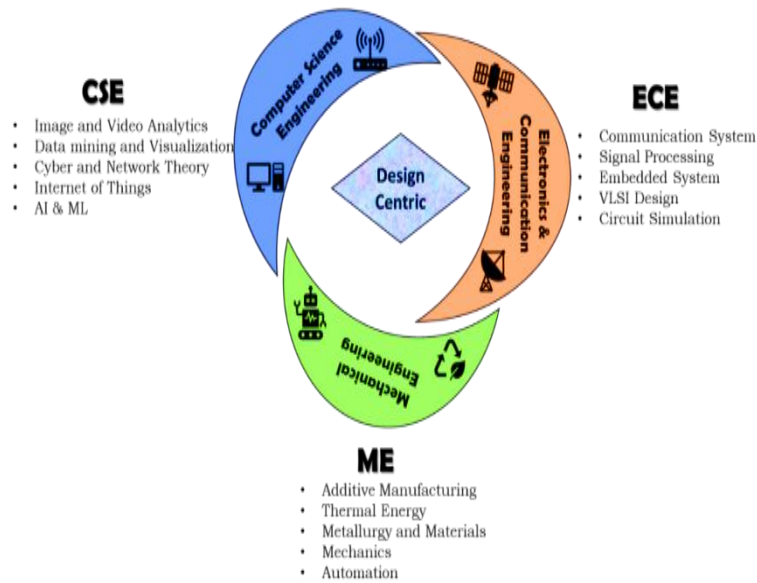 CSE
• Image and Video Analytics
• Data mining and Visualization
• Cyber and Network Theory
• Internet of Things
• AI & ML
Computer Science
Engineering
Design
Centric
Electronics &
Communication
Engineering
ECE
• Communication System
• Signal Processing
• Embedded System
• VLSI Design
• Circuit Simulation
Mechanical
Engineering
ME
• Additive Manufacturing
• Thermal Energy
• Metallurgy and Materials
• Mechanics
• Automation